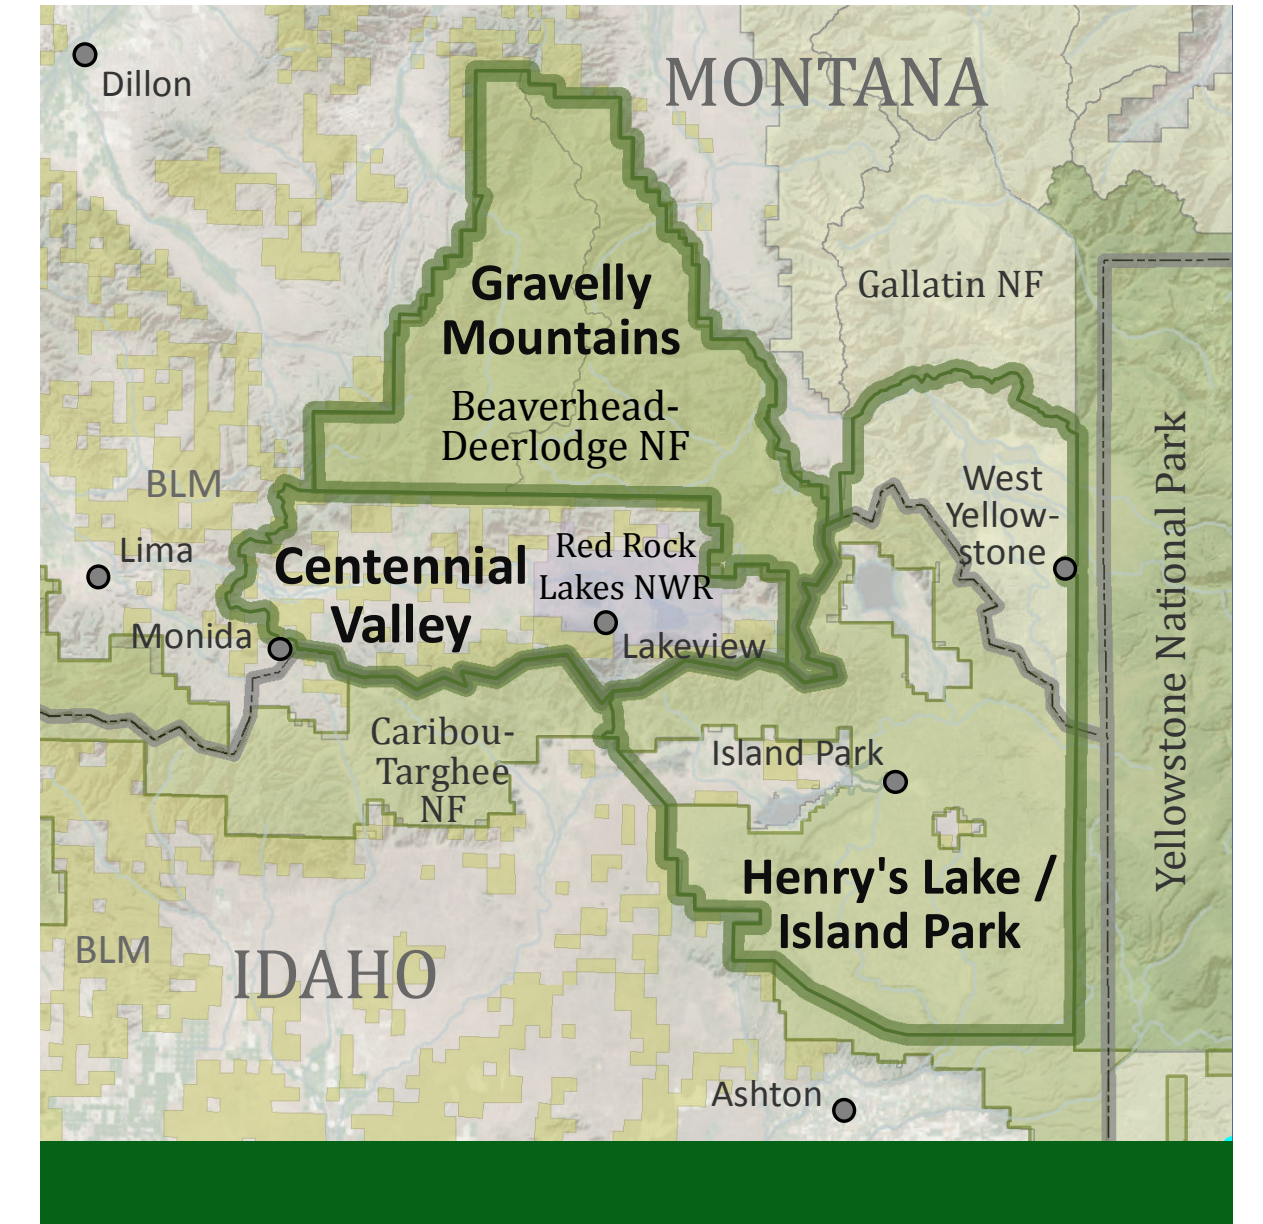 MONTANA
Dillon
Gravelly
Mountains
Gallatin NF
Beaverhead-
Deerlodge NF
BLM
West
Yellow-
stone
Yellowstone National Park
Lima
Centennial
Valley
Red Rock
Lakes NWR
Monida
Lakeview
Caribou-
Targhee
NF
Island Park
Henry's Lake /
Island Park
BLM
IDAHO
Ashton